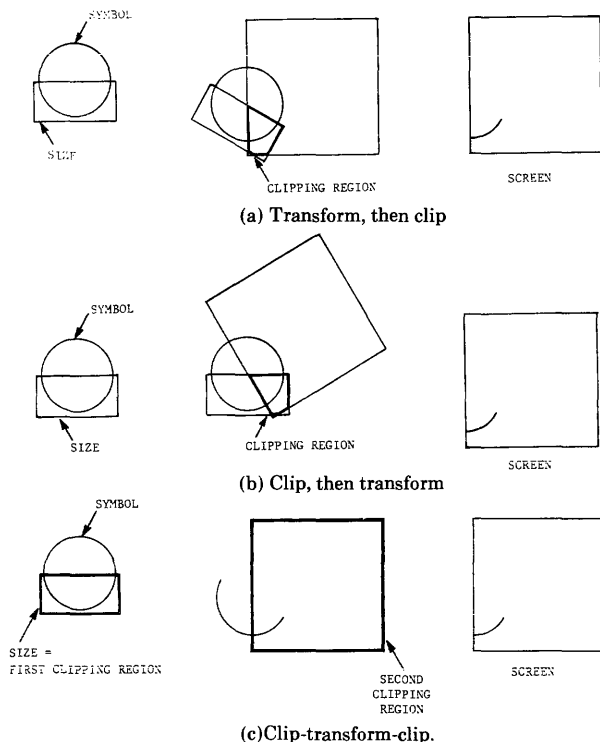 SYMBOL
SIZE
CLIPPING REGION
SCREEN
(a) Transform, then clip
SYMBOL
SIZE
CLIPPING REGION
SCREEN
(b) Clip, then transform
SYMBOL
SIZE =
FIRST CLIPPING REGION
SECOND
CLIPPING
REGION
SCREEN
(c)Clip-transform-clip.